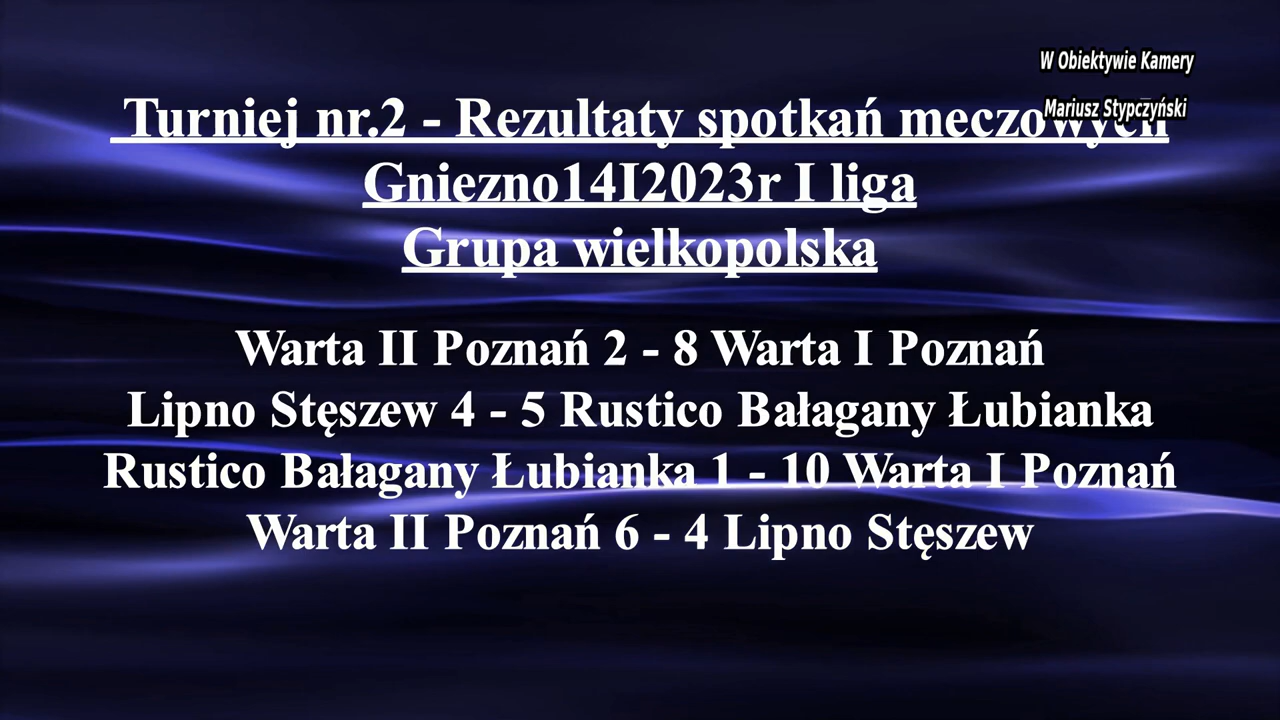 W Obiektywie Kamery
Mariusz Stypczyński
Turniej nr.2 - Rezultaty spotkań meczowych
Gniezno14I2023r I liga
Grupa wielkopolska
Warta II Poznań 2 - 8 Warta I Poznań
Lipno Stęszew 4 - 5 Rustico Bałagany Łubianka
Rustico Bałagany Łubianka 1 - 10 Warta I Poznań
Warta II Poznań 6 - 4 Lipno Stęszew